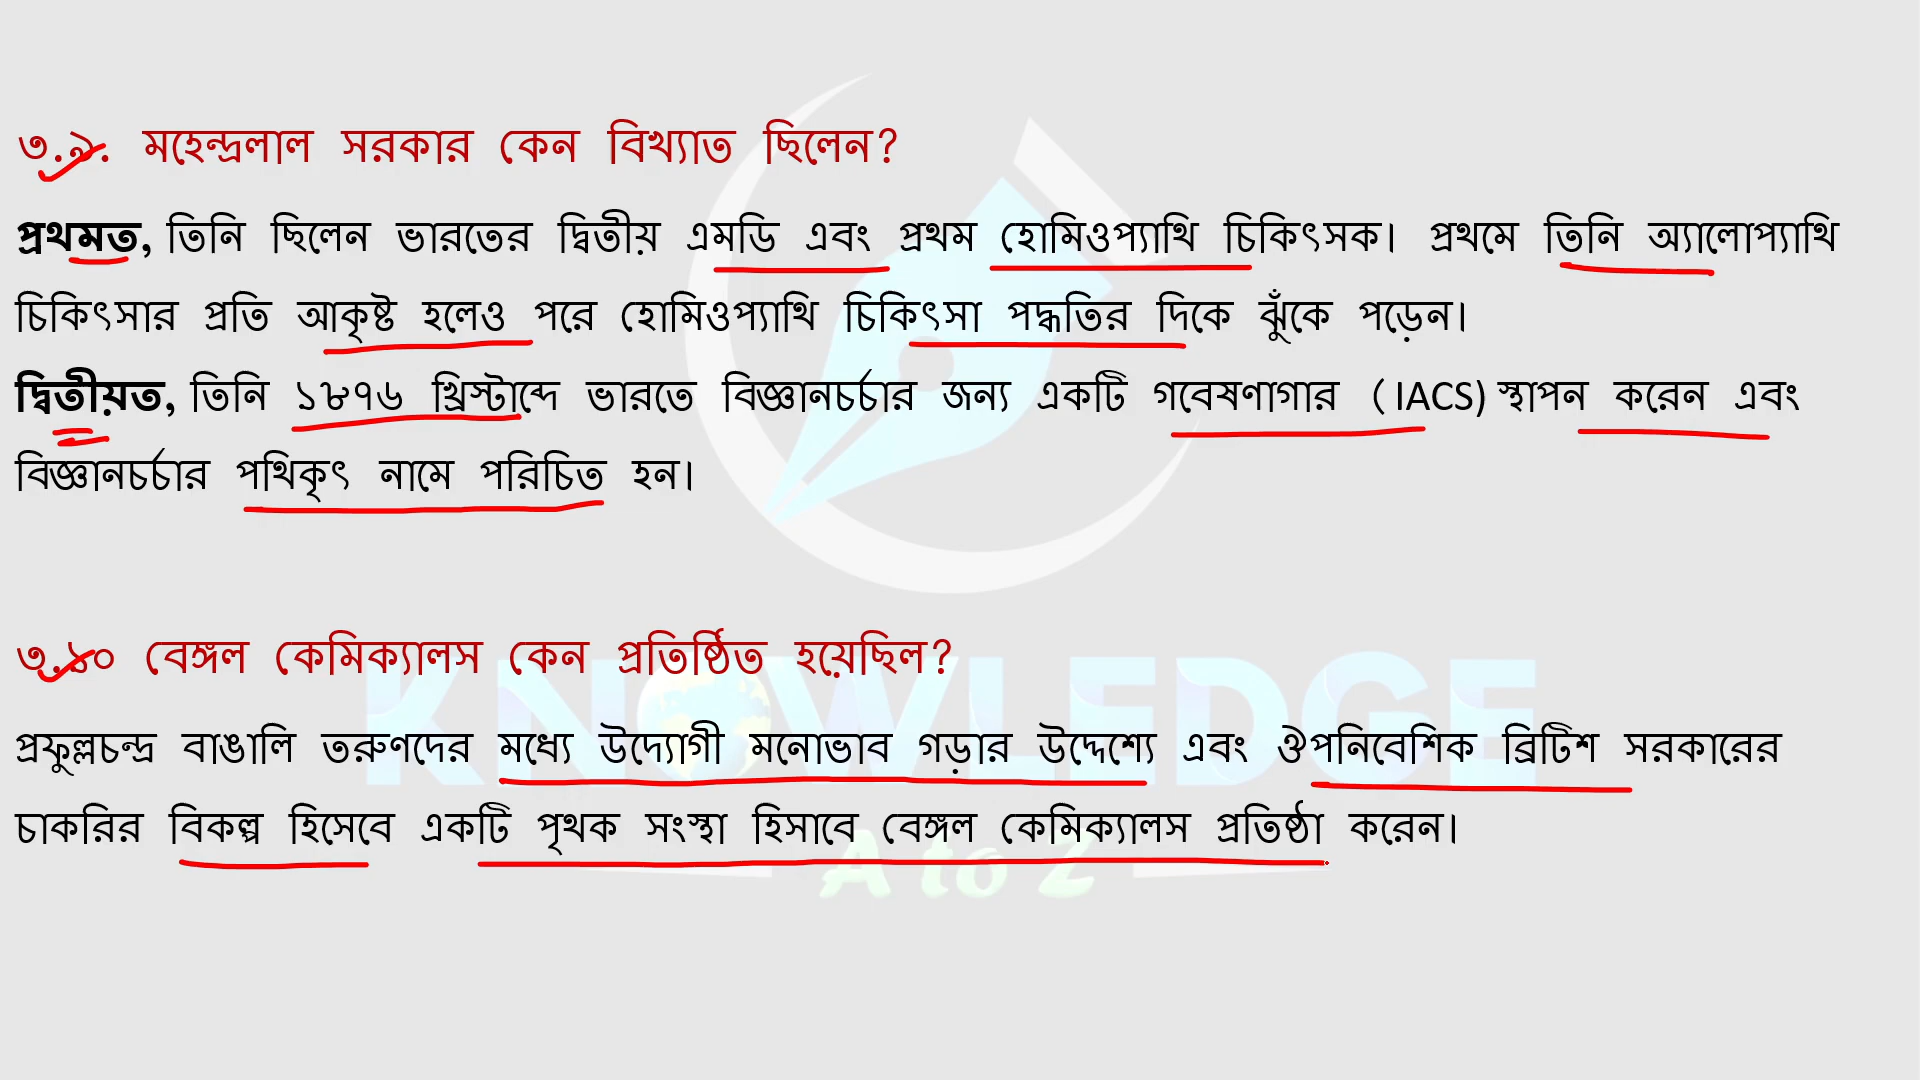 ৩.৯. মহেন্দ্রলাল সরকার কেন বিখ্যাত ছিলেন?
প্রথমত, তিনি ছিলেন ভারতের দ্বিতীয় এমডি এবং প্রথম হোমিওপ্যাথি চিকিৎসক। প্রথমে তিনি অ্যালোপ্যাথি
চিকিৎসার প্রতি আকৃষ্ট হলেও পরে হোমিওপ্যাথি চিকিৎসা পদ্ধতির দিকে ঝুঁকে পড়েন।
দ্বিতীয়ত, তিনি ১৮৭৬ খ্রিস্টাব্দে ভারতে বিজ্ঞানচর্চার জন্য একটি গবেষণাগার (IACS) স্থাপন করেন এবং
বিজ্ঞানচর্চার পথিকৃৎ নামে পরিচিত হন।
৩.১০ বেঙ্গল কেমিক্যালস কেন প্রতিষ্ঠিত হয়েছিল?
প্রফুল্লচন্দ্র বাঙালি তরুণদের মধ্যে উদ্যোগী মনোভাব গড়ার উদ্দেশ্যে এবং ঔপনিবেশিক ব্রিটিশ সরকারের
চাকরির বিকল্প হিসেবে একটি পৃথক সংস্থা হিসাবে বেঙ্গল কেমিক্যালস প্রতিষ্ঠা করেন।
KNOWLEDGE
A to Z